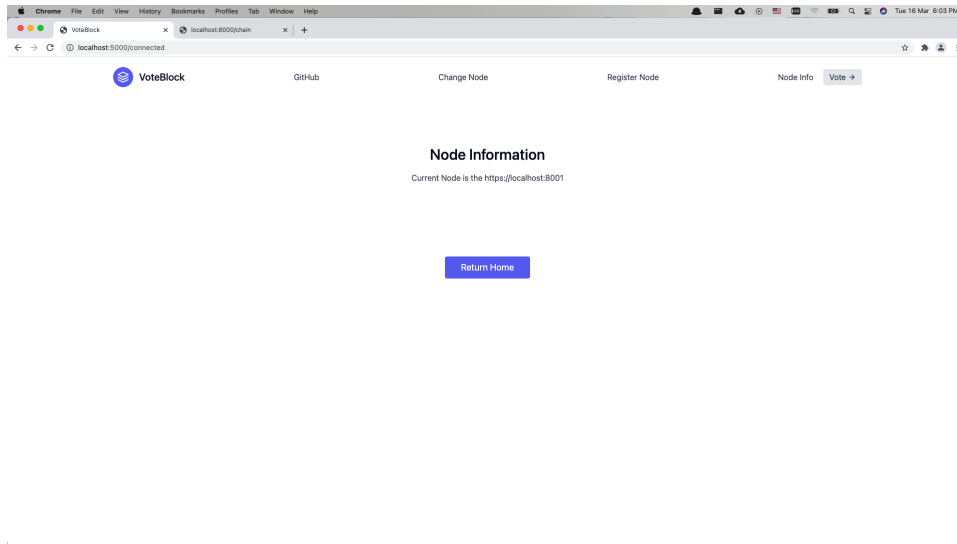 Chrome File Edit View History Bookmarks Profiles Tab Window Help Tue 16 Mar 6:03 PM
VoteBlock localhost:8000/chain
localhost:5000/connected
VoteBlock GitHub Change Node Register Node Node Info Vote →
Node Information
Current Node is the https://localhost:8001
Return Home